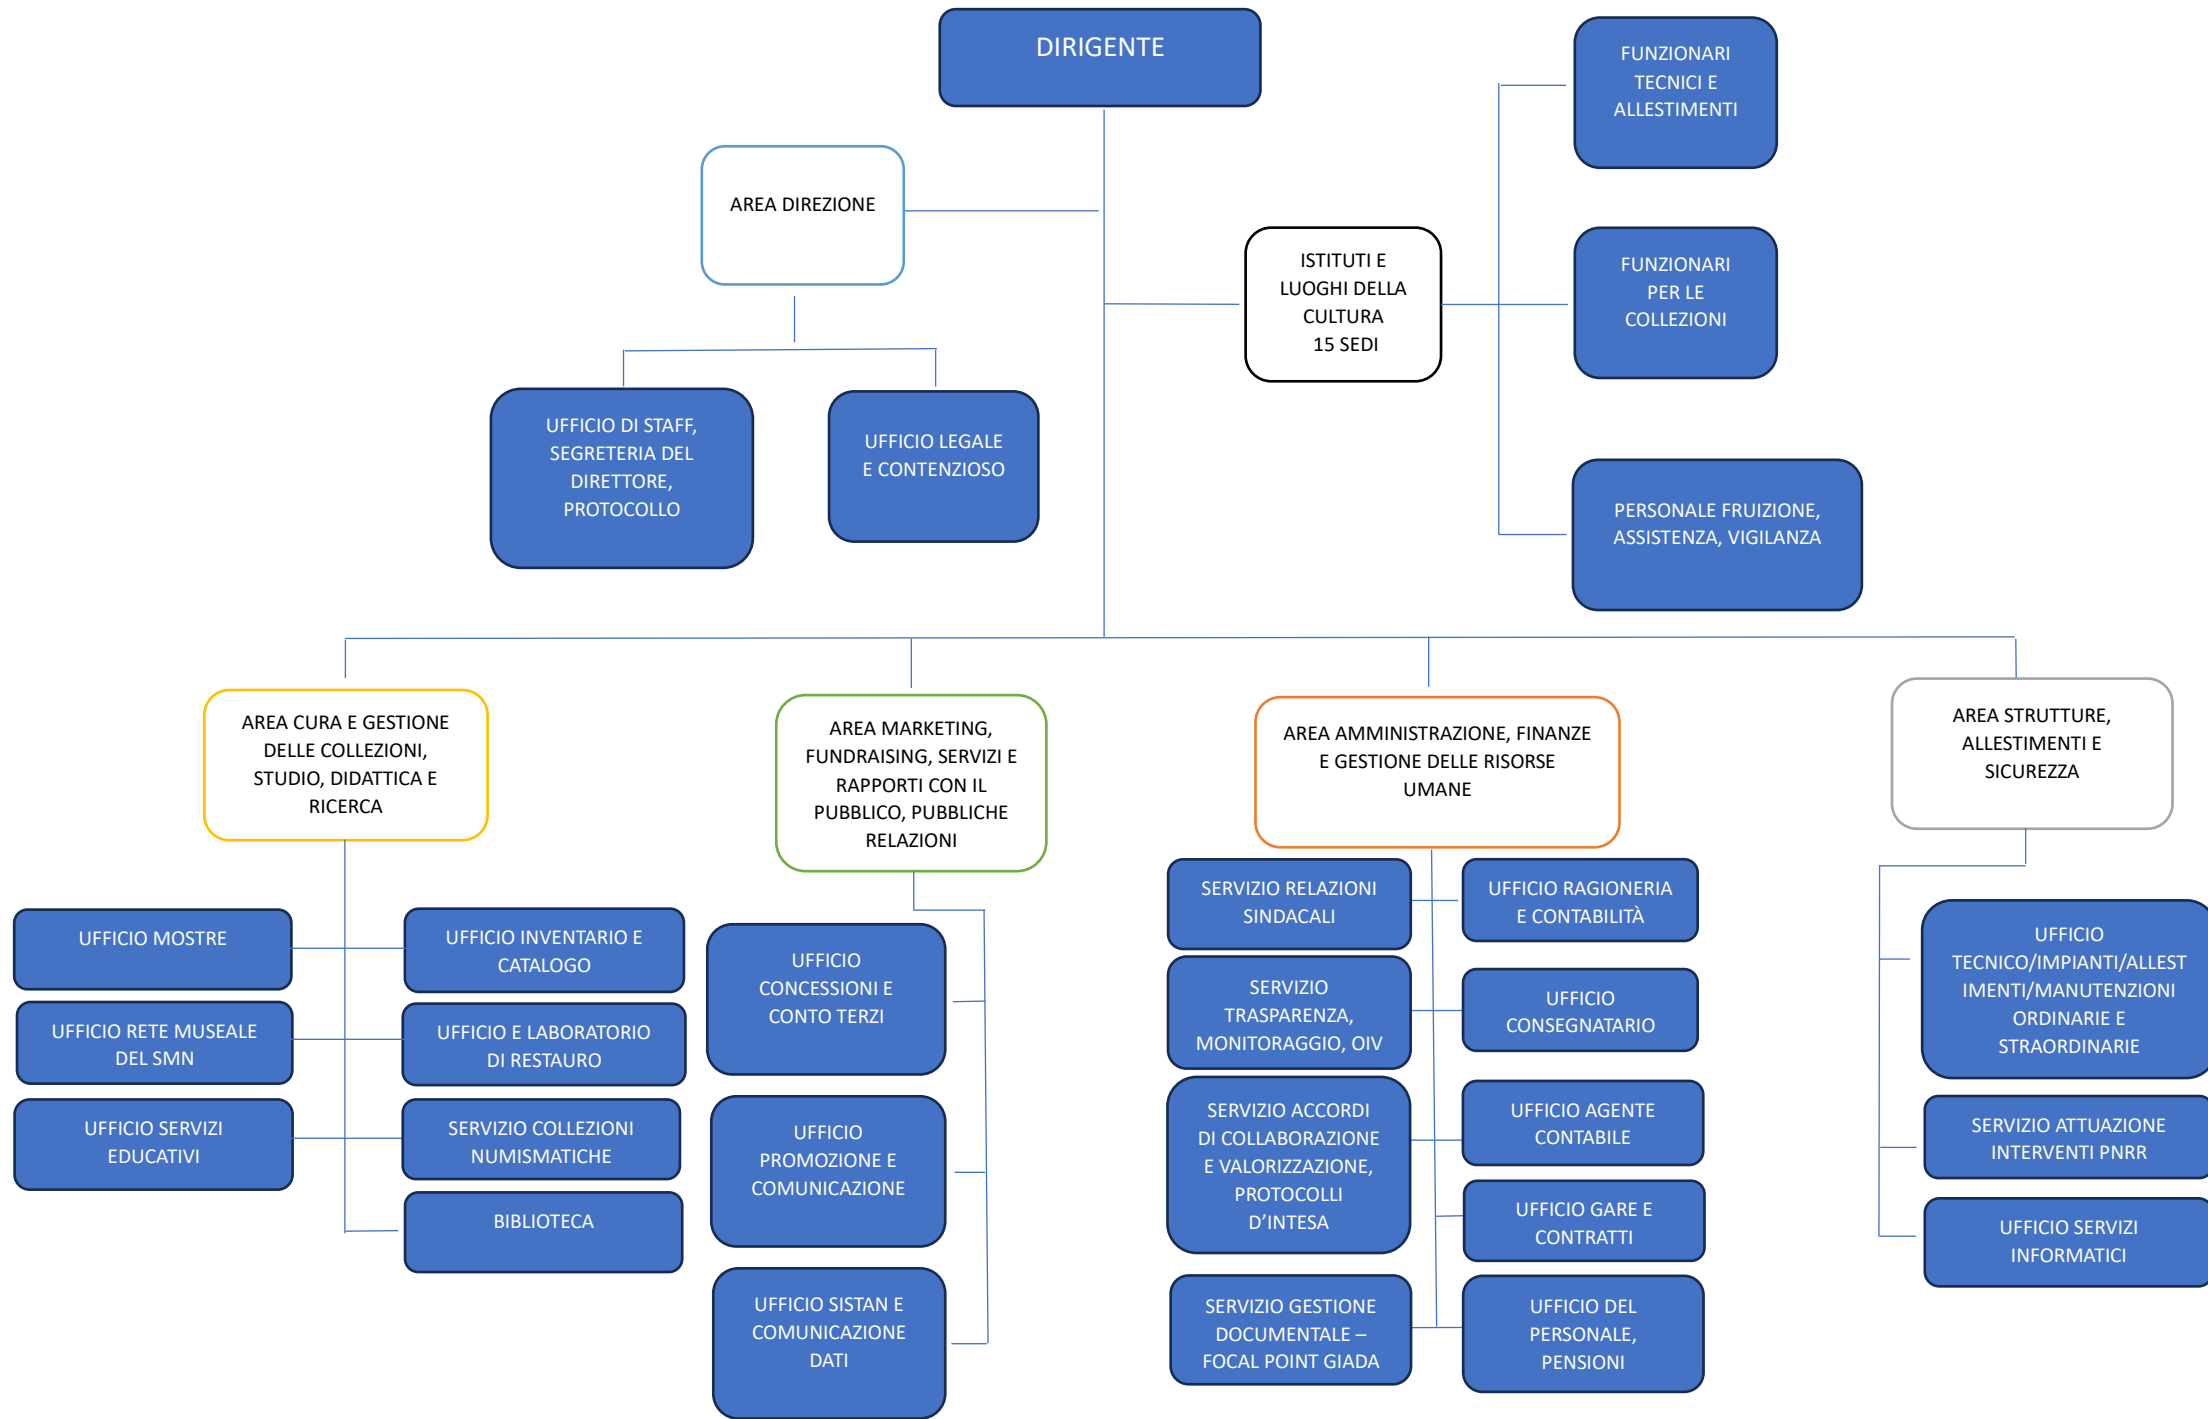 DIRIGENTE
FUNZIONARI
TECNICI E
ALLESTIMENTI
AREA DIREZIONE
ISTITUTI E
LUOGHI DELLA
CULTURA
15 SEDI
FUNZIONARI
PER LE
COLLEZIONI
UFFICIO DI STAFF,
SEGRETERIA DEL
DIRETTORE,
PROTOCOLLO
UFFICIO LEGALE
E CONTENZIOSO
PERSONALE FRUIZIONE,
ASSISTENZA, VIGILANZA
AREA CURA E GESTIONE
DELLE COLLEZIONI,
STUDIO, DIDATTICA E
RICERCA
AREA MARKETING,
FUNDRAISING, SERVIZI E
RAPPORTI CON IL
PUBBLICO, PUBBLICHE
RELAZIONI
AREA AMMINISTRAZIONE, FINANZE
E GESTIONE DELLE RISORSE
UMANE
AREA STRUTTURE,
ALLESTIMENTI E
SICUREZZA
UFFICIO MOSTRE
UFFICIO INVENTARIO E
CATALOGO
UFFICIO RETE MUSEALE
DEL SMN
UFFICIO E LABORATORIO
DI RESTAURO
UFFICIO SERVIZI
EDUCATIVI
SERVIZIO COLLEZIONI
NUMISMATICHE
BIBLIOTECA
UFFICIO
CONCESSIONI E
CONTO TERZI
UFFICIO
PROMOZIONE E
COMUNICAZIONE
UFFICIO SISTAN E
COMUNICAZIONE
DATI
SERVIZIO RELAZIONI
SINDACALI
UFFICIO RAGIONERIA
E CONTABILITÀ
SERVIZIO
TRASPARENZA,
MONITORAGGIO, OIV
UFFICIO
CONSEGNATARIO
SERVIZIO ACCORDI
DI COLLABORAZIONE
E VALORIZZAZIONE,
PROTOCOLLI
D’INTESA
UFFICIO AGENTE
CONTABILE
UFFICIO GARE E
CONTRATTI
SERVIZIO GESTIONE
DOCUMENTALE –
FOCAL POINT GIADA
UFFICIO DEL
PERSONALE,
PENSIONI
UFFICIO
TECNICO/IMPIANTI/ALLEST
IMENTI/MANUTENZIONI
ORDINARIE E
STRAORDINARIE
SERVIZIO ATTUAZIONE
INTERVENTI PNRR
UFFICIO SERVIZI
INFORMATICI